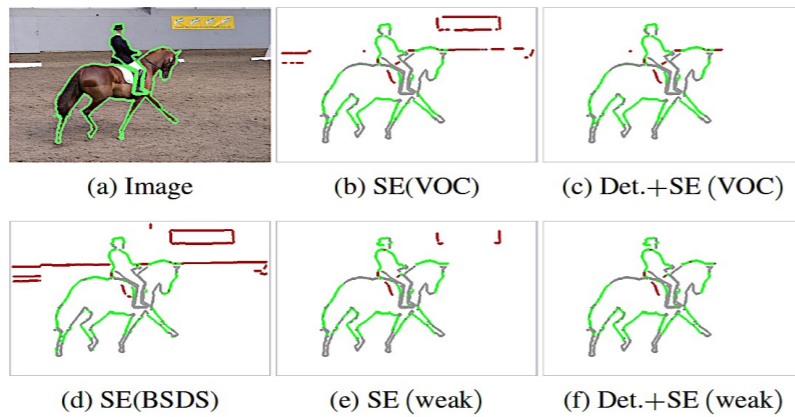 (a) Image
(b) SE(VOC)
(c) Det.+SE (VOC)
(d) SE(BSDS)
(e) SE (weak)
(f) Det.+SE (weak)